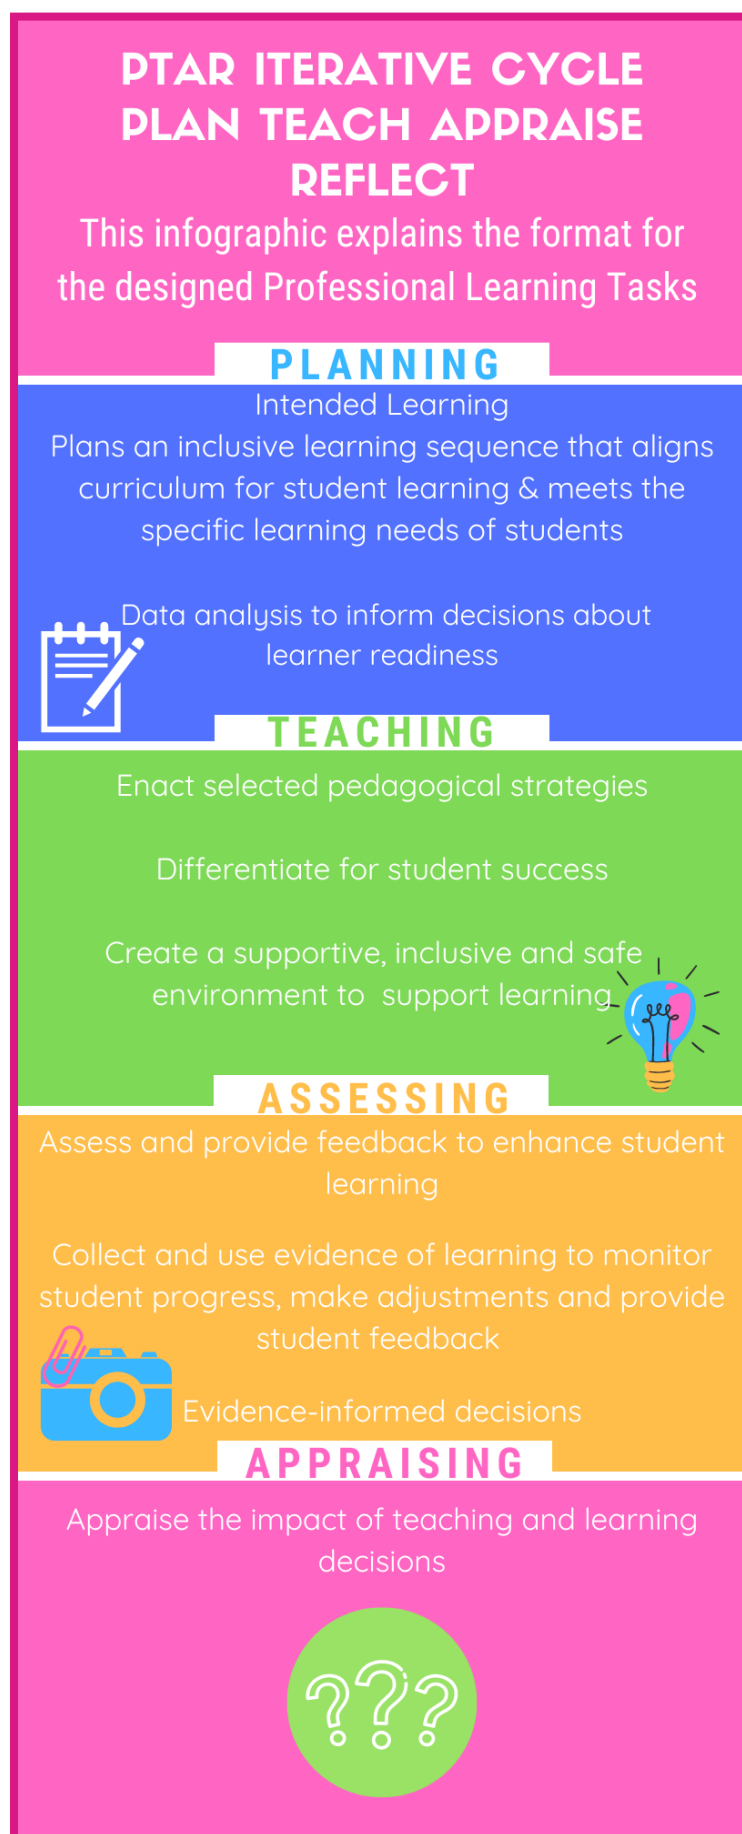 PTAR ITERATIVE CYCLE
PLAN TEACH APPRAISE
REFLECT
This infographic explains the format for
the designed Professional Learning Tasks
PLANNING
Intended Learning
Plans an inclusive learning sequence that aligns
curriculum for student learning & meets the
specific learning needs of students
Data analysis to inform decisions about
learner readiness
TEACHING
Enact selected pedagogical strategies
Differentiate for student success
Create a supportive, inclusive and safe
environment to support learning
ASSESSING
Assess and provide feedback to enhance student
learning
Collect and use evidence of learning to monitor
student progress, make adjustments and provide
student feedback
Evidence-informed decisions
APPRAISING
Appraise the impact of teaching and learning
decisions
???